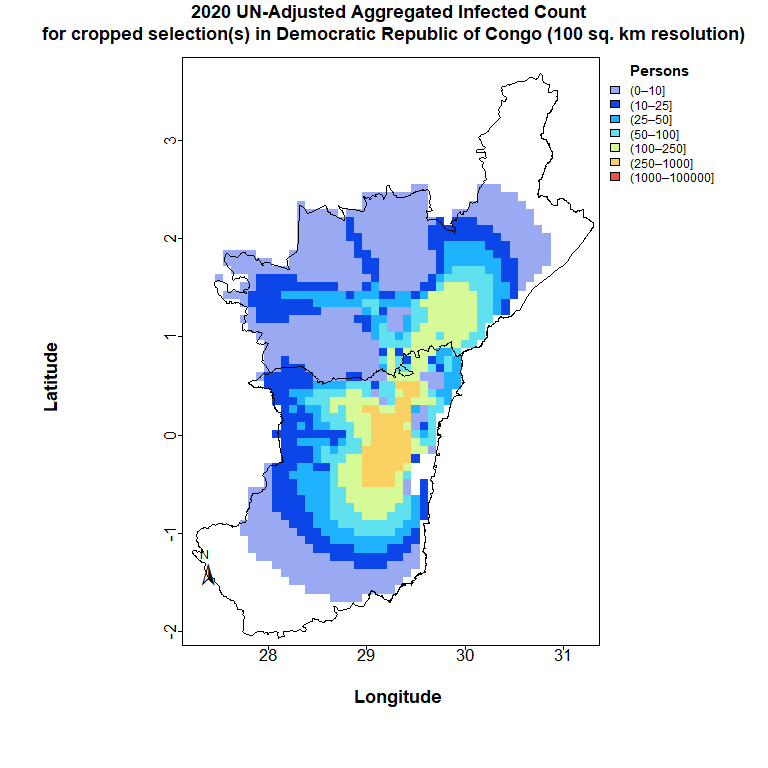 2020 UN-Adjusted Aggregated Infected Count
for cropped selection(s) in Democratic Republic of Congo (100 sq. km resolution)
Persons
(0–10]
(10–25]
(25–50]
(50–100]
(100–250]
(250–1000]
(1000–100000]
Latitude
3
2
1
0
-1
-2
N
28 29 30 31
Longitude